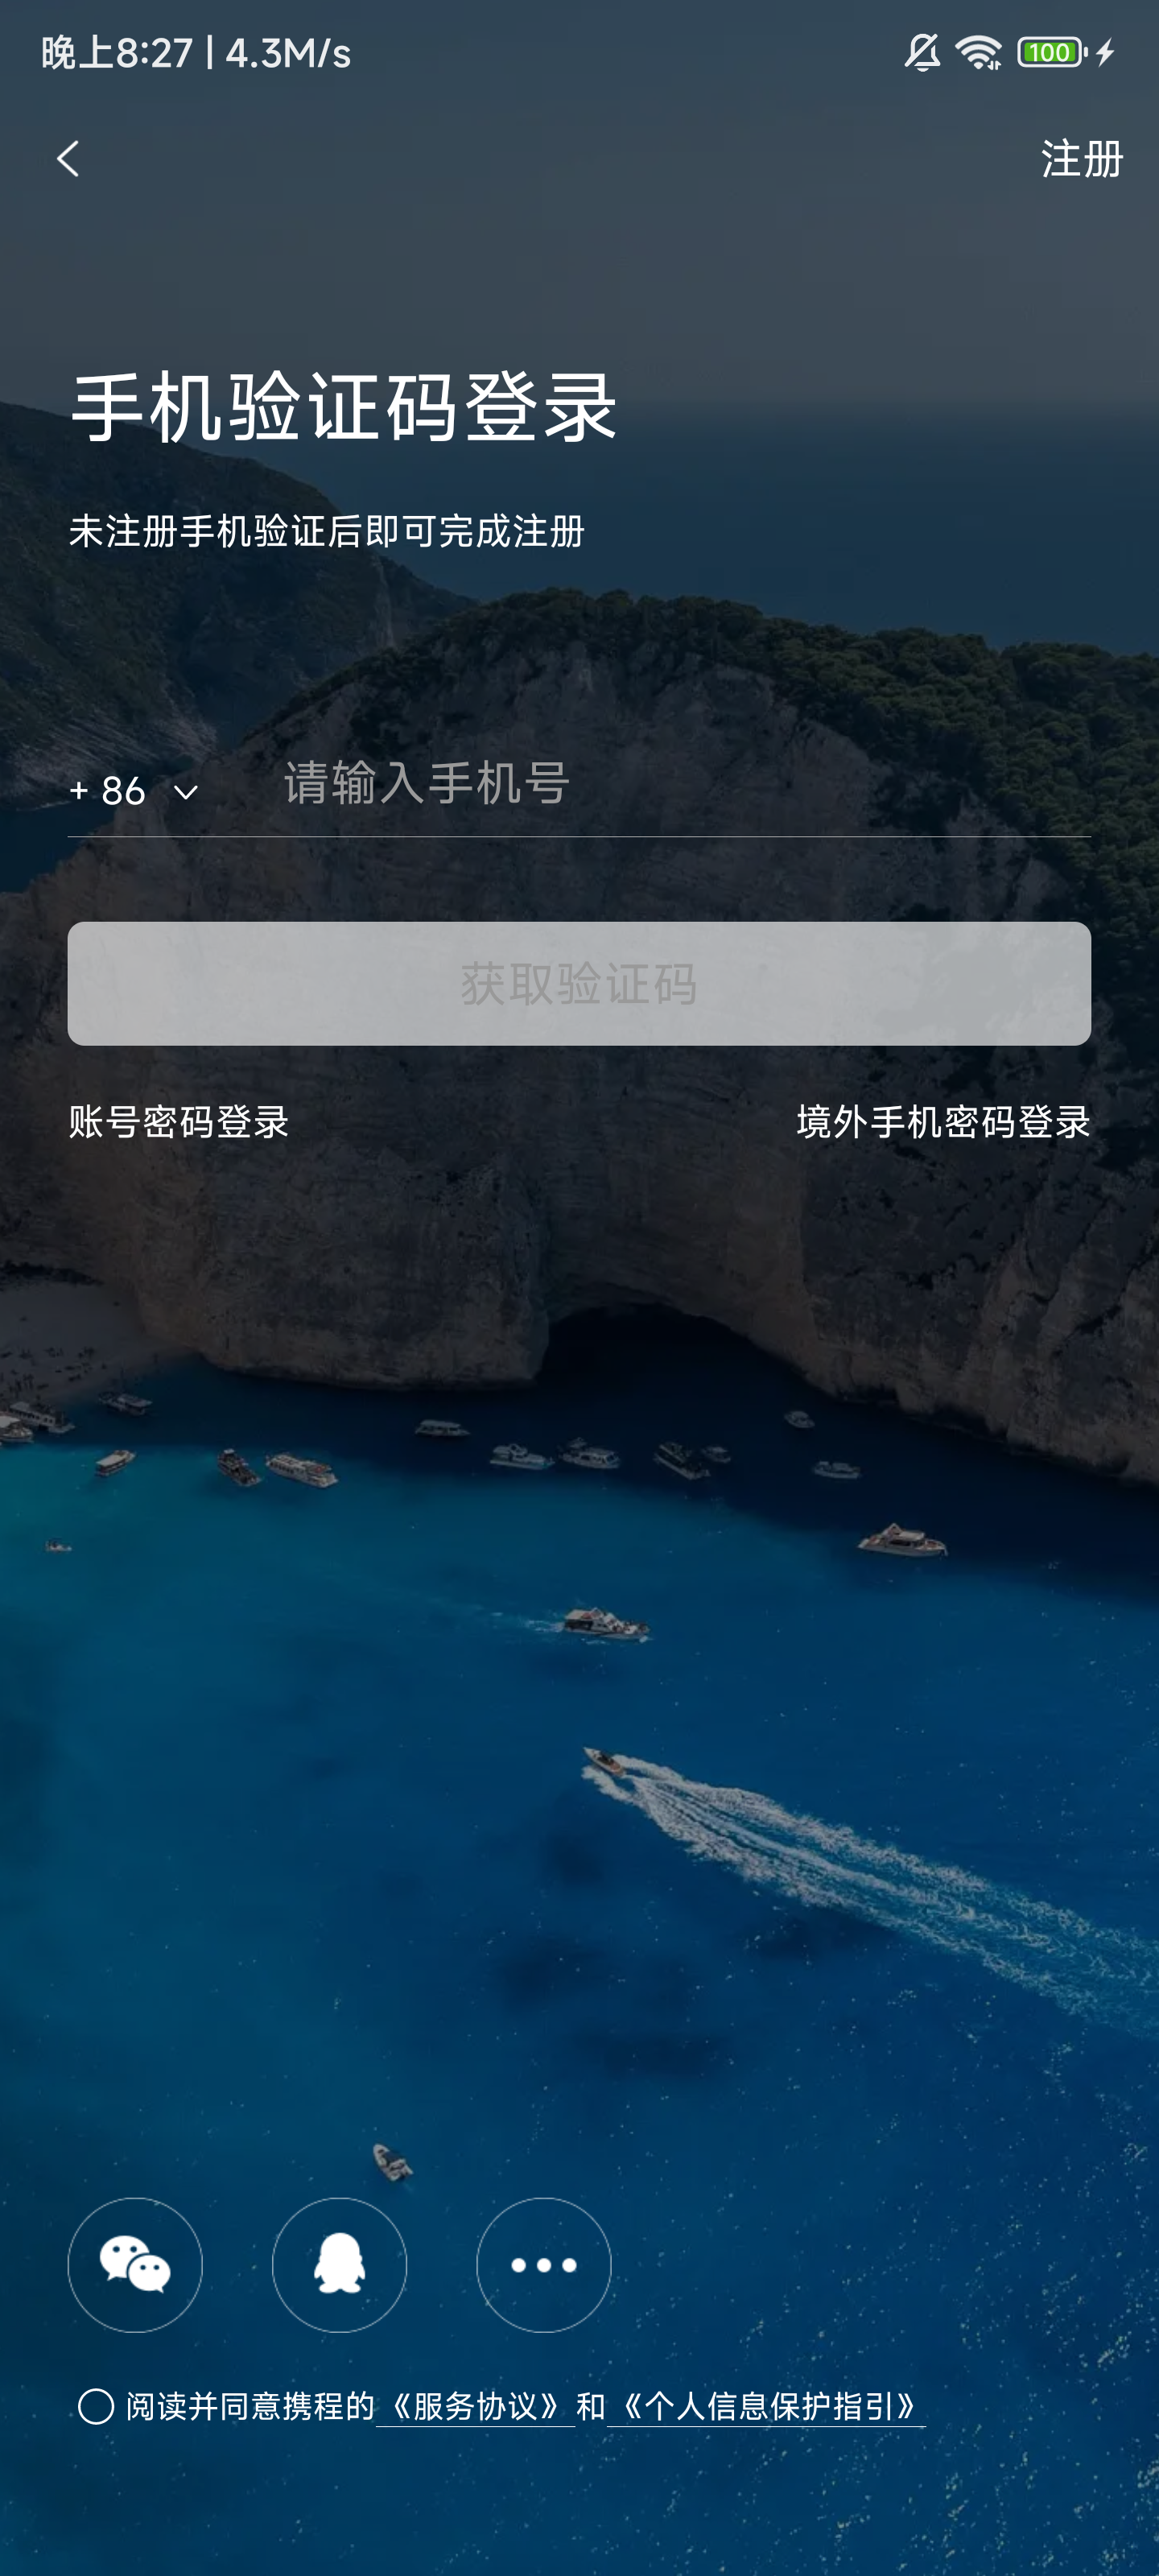 晚上8:27 | 4.3M/s
100
注册
手机验证码登录
未注册手机验证后即可完成注册
+ 86 请输入手机号
获取验证码
账号密码登录 境外手机密码登录
阅读并同意携程的《服务协议》和《个人信息保护指引》